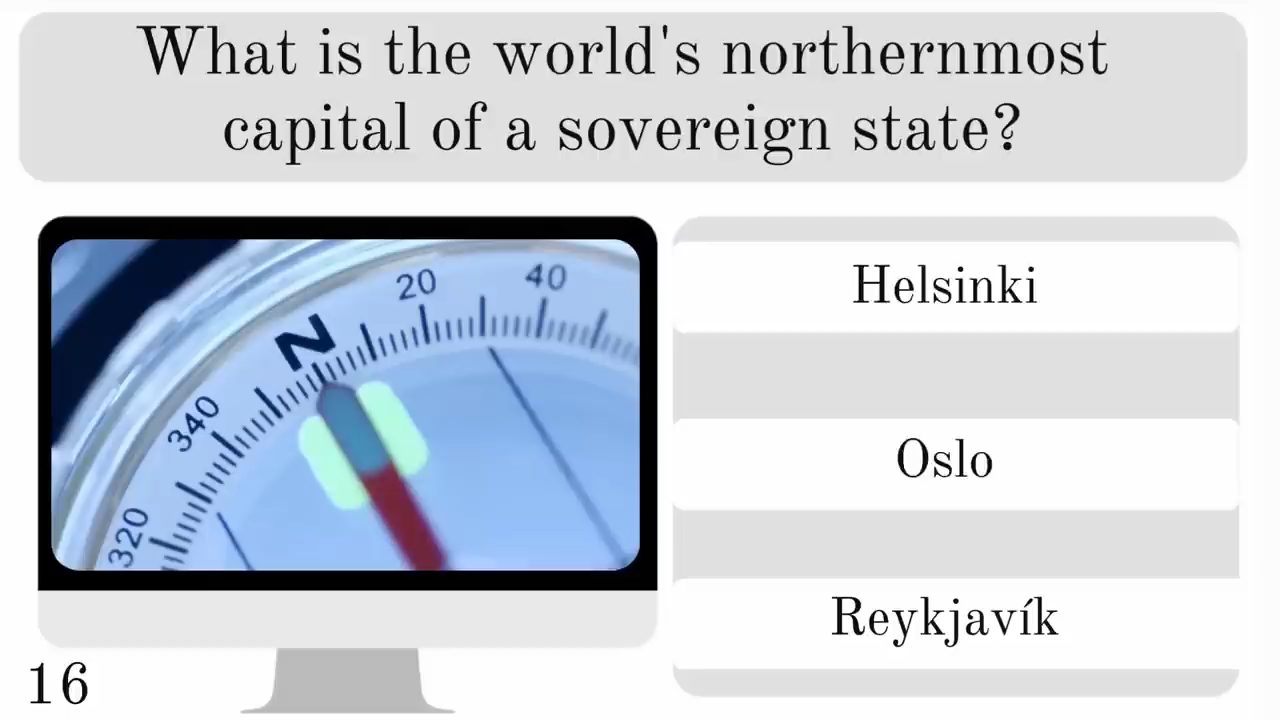 What is the world's northernmost
capital of a sovereign state?
20
40
N
340
320
Helsinki
Oslo
Reykjavík
16